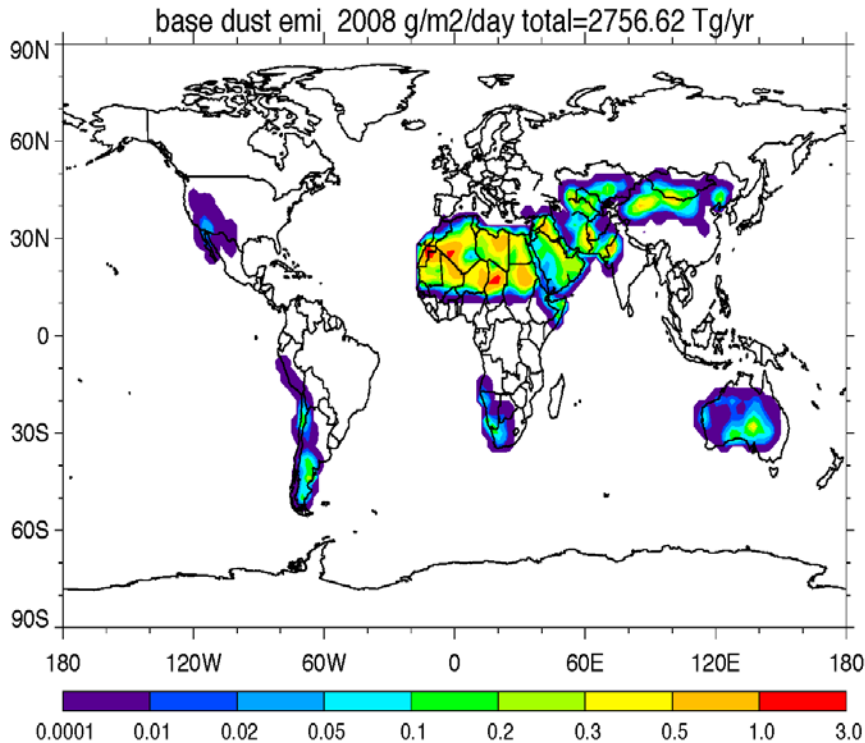 base dust emi 2008 g/m2/day total=2756.62 Tg/yr
90N
60N
30N
0
30S
60S
90S
180 120W 60W 0 60E 120E 180
0.0001 0.01 0.02 0.05 0.1 0.2 0.3 0.5 1.0 3.0